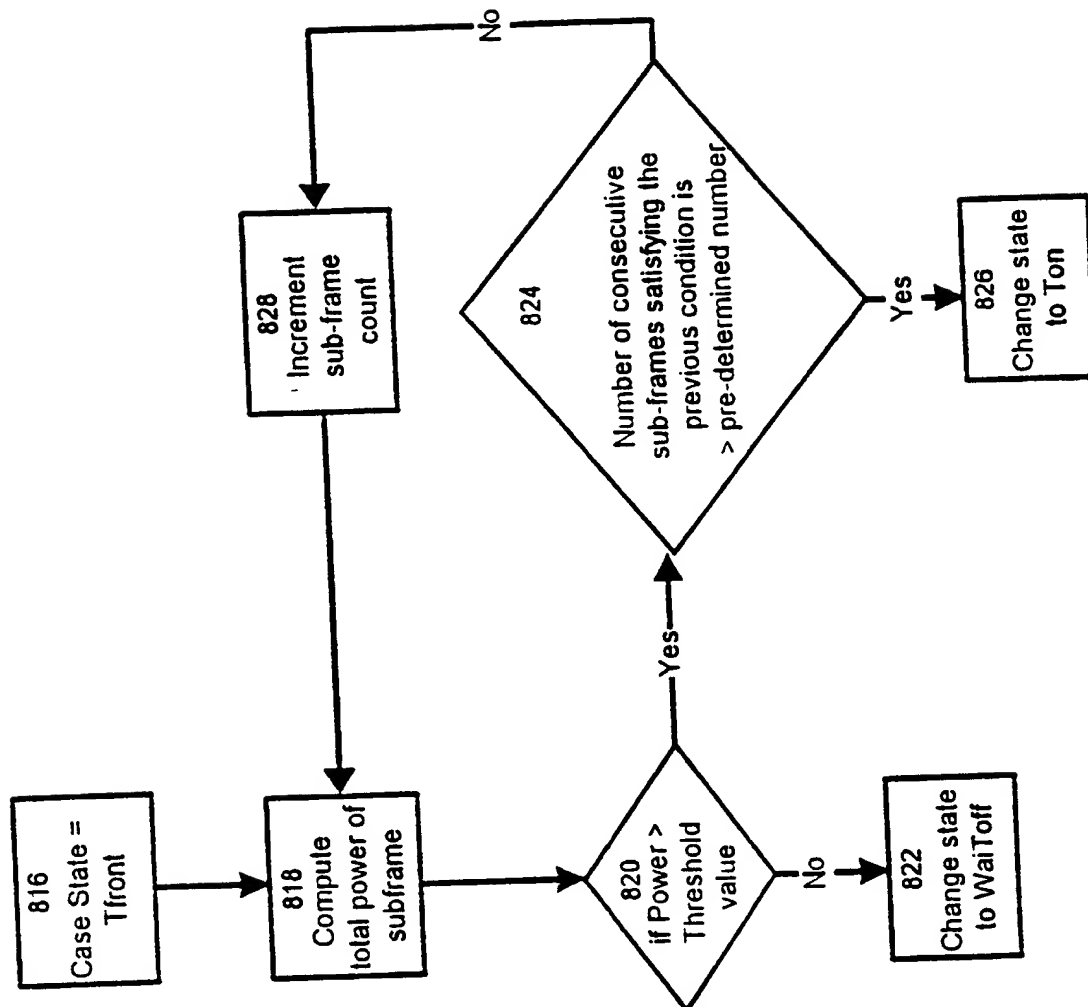 816
Case State =
Tfront
818
Compute
total power of
subframe
820
if Power >
Threshold
value
No
822
Change state
to WaiToff
Yes
824
Number of consecutive
sub-frames satisfying the
previous condition is
> pre-determined number
Yes
826
Change state
to Ton
No
828
Increment
sub-frame
count